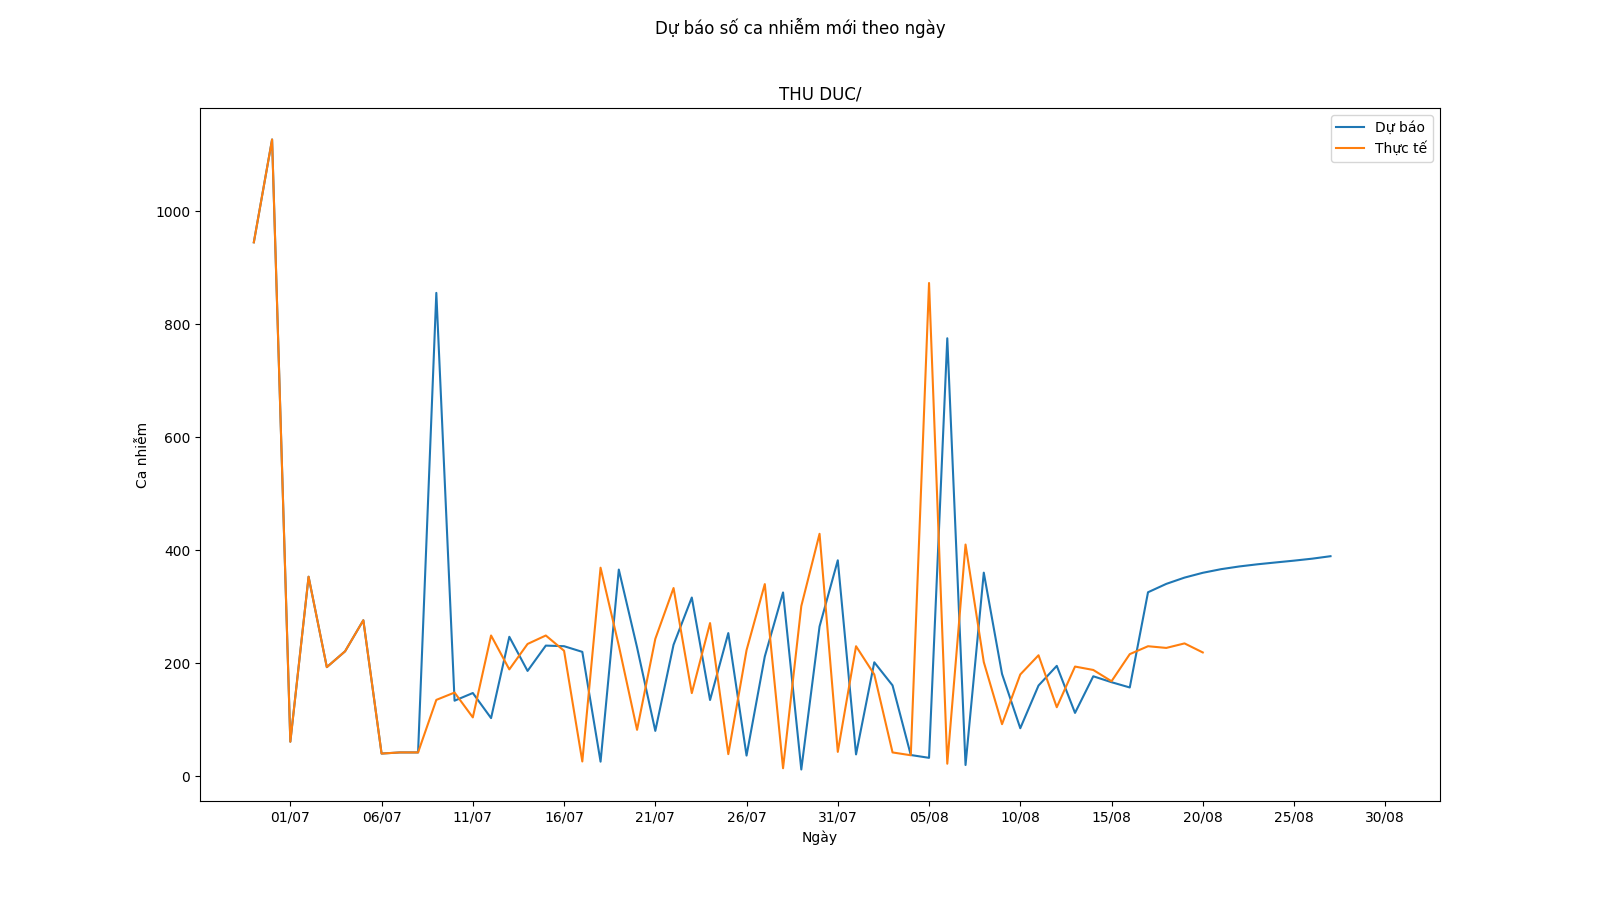 Dự báo số ca nhiễm mới theo ngày
THU DUC/
Dự báo
Thực tế
1000
800
600
400
200
0
Ca nhiễm
01/07 06/07 11/07 16/07 21/07 26/07 31/07 05/08 10/08 15/08 20/08 25/08 30/08
Ngày